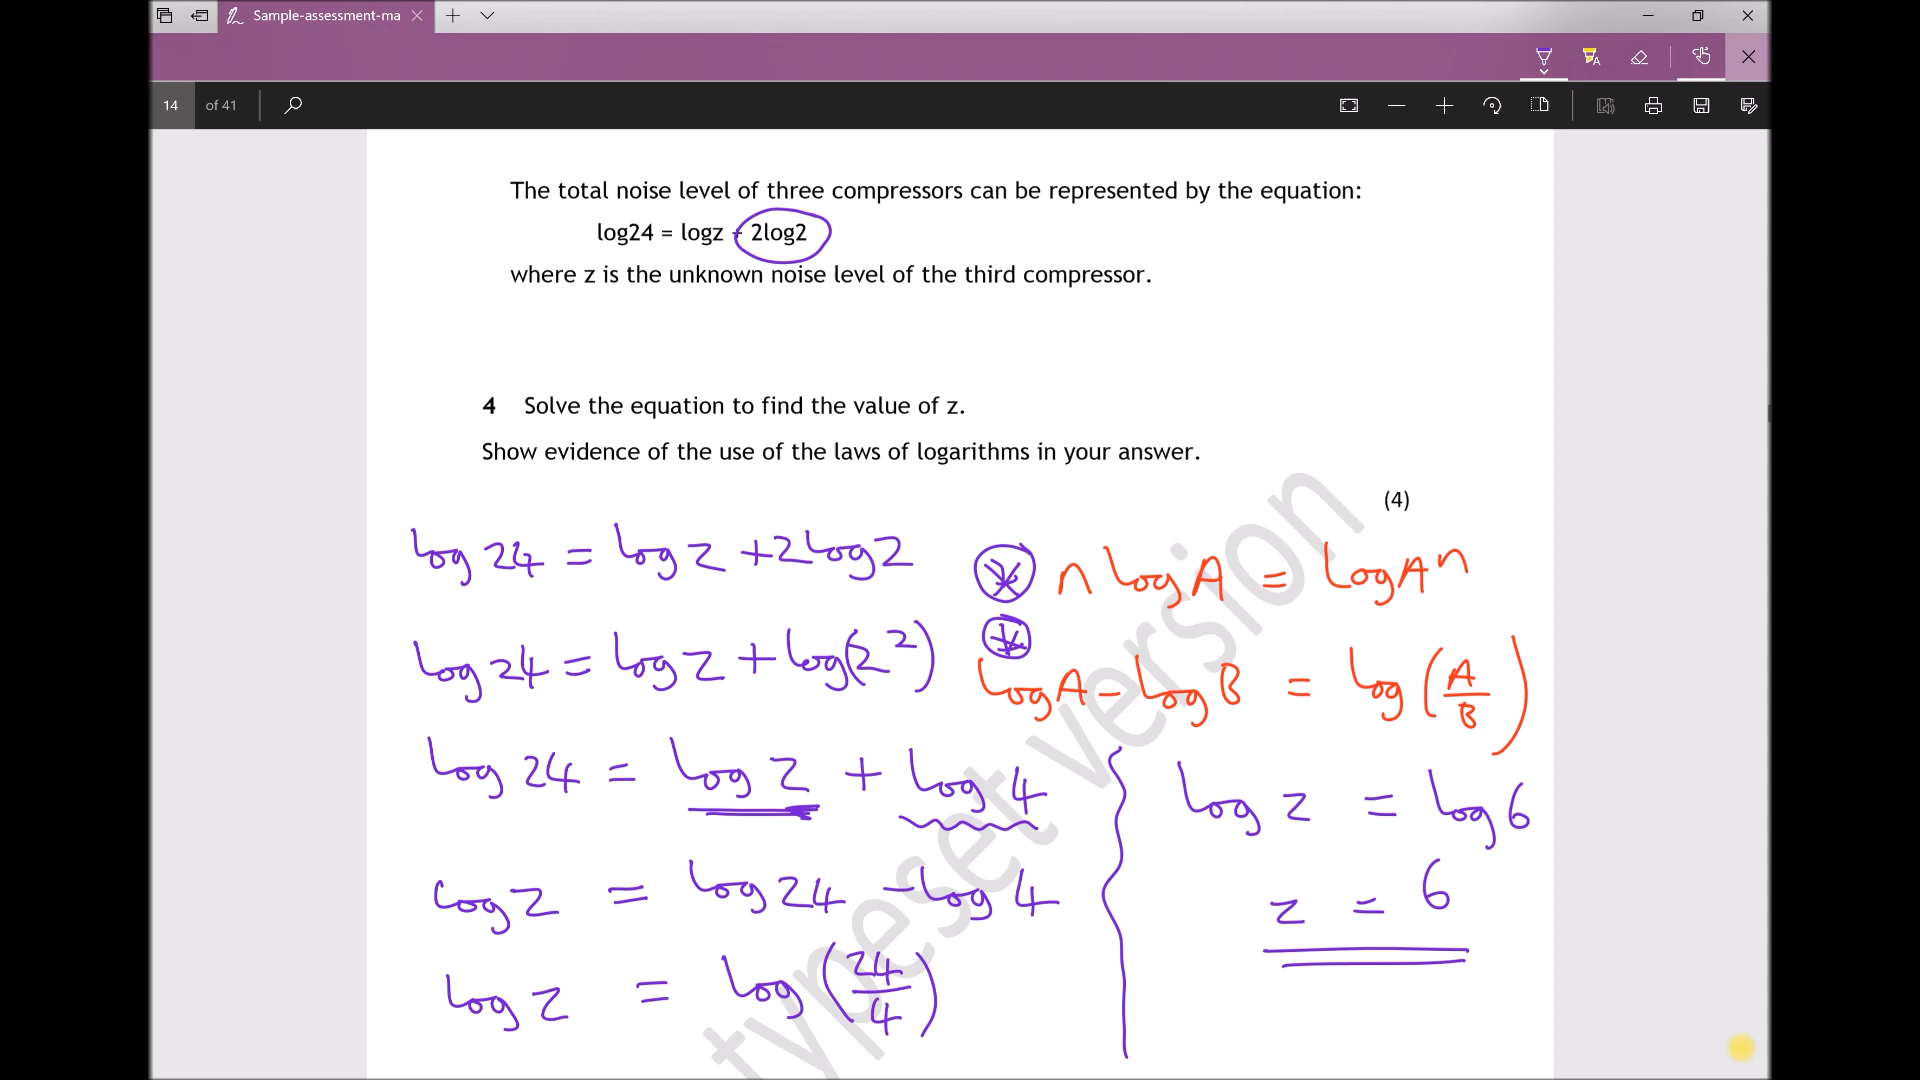 Sample-assessment-ma
14 of 41
The total noise level of three compressors can be represented by the equation:
log24 = logz + 2log2
where z is the unknown noise level of the third compressor.
4 Solve the equation to find the value of z.
Show evidence of the use of the laws of logarithms in your answer.
(4)
log 24 = log z + 2 log 2
* n log A = log Aⁿ
log 24 = log z + log(2²)
*
log A - log B = log (A/B)
log 24 = log z + log 4
log z = log 24 - log 4
log z = log (24/4)
log z = log 6
z = 6
typeset version